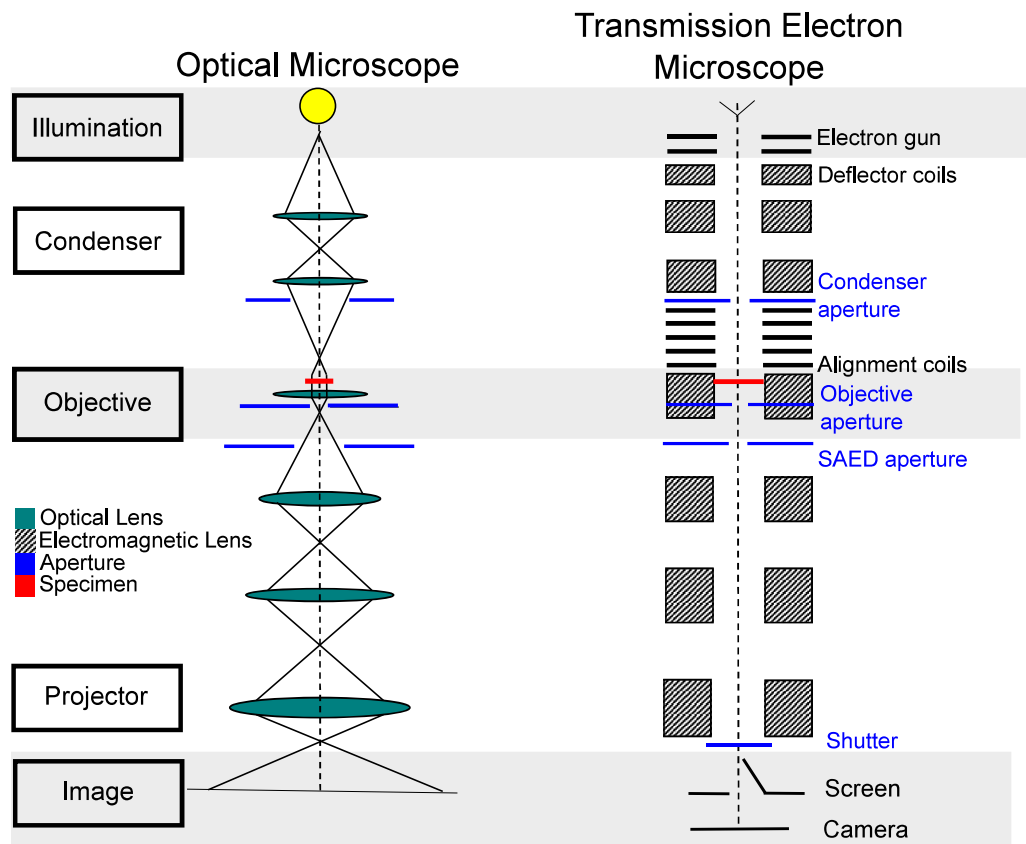 Transmission Electron
Microscope
Optical Microscope
Illumination
Electron gun
Deflector coils
Condenser
Condenser
aperture
Alignment coils
Objective
Objective
aperture
SAED aperture
Optical Lens
Electromagnetic Lens
Aperture
Specimen
Projector
Shutter
Image
Screen
Camera